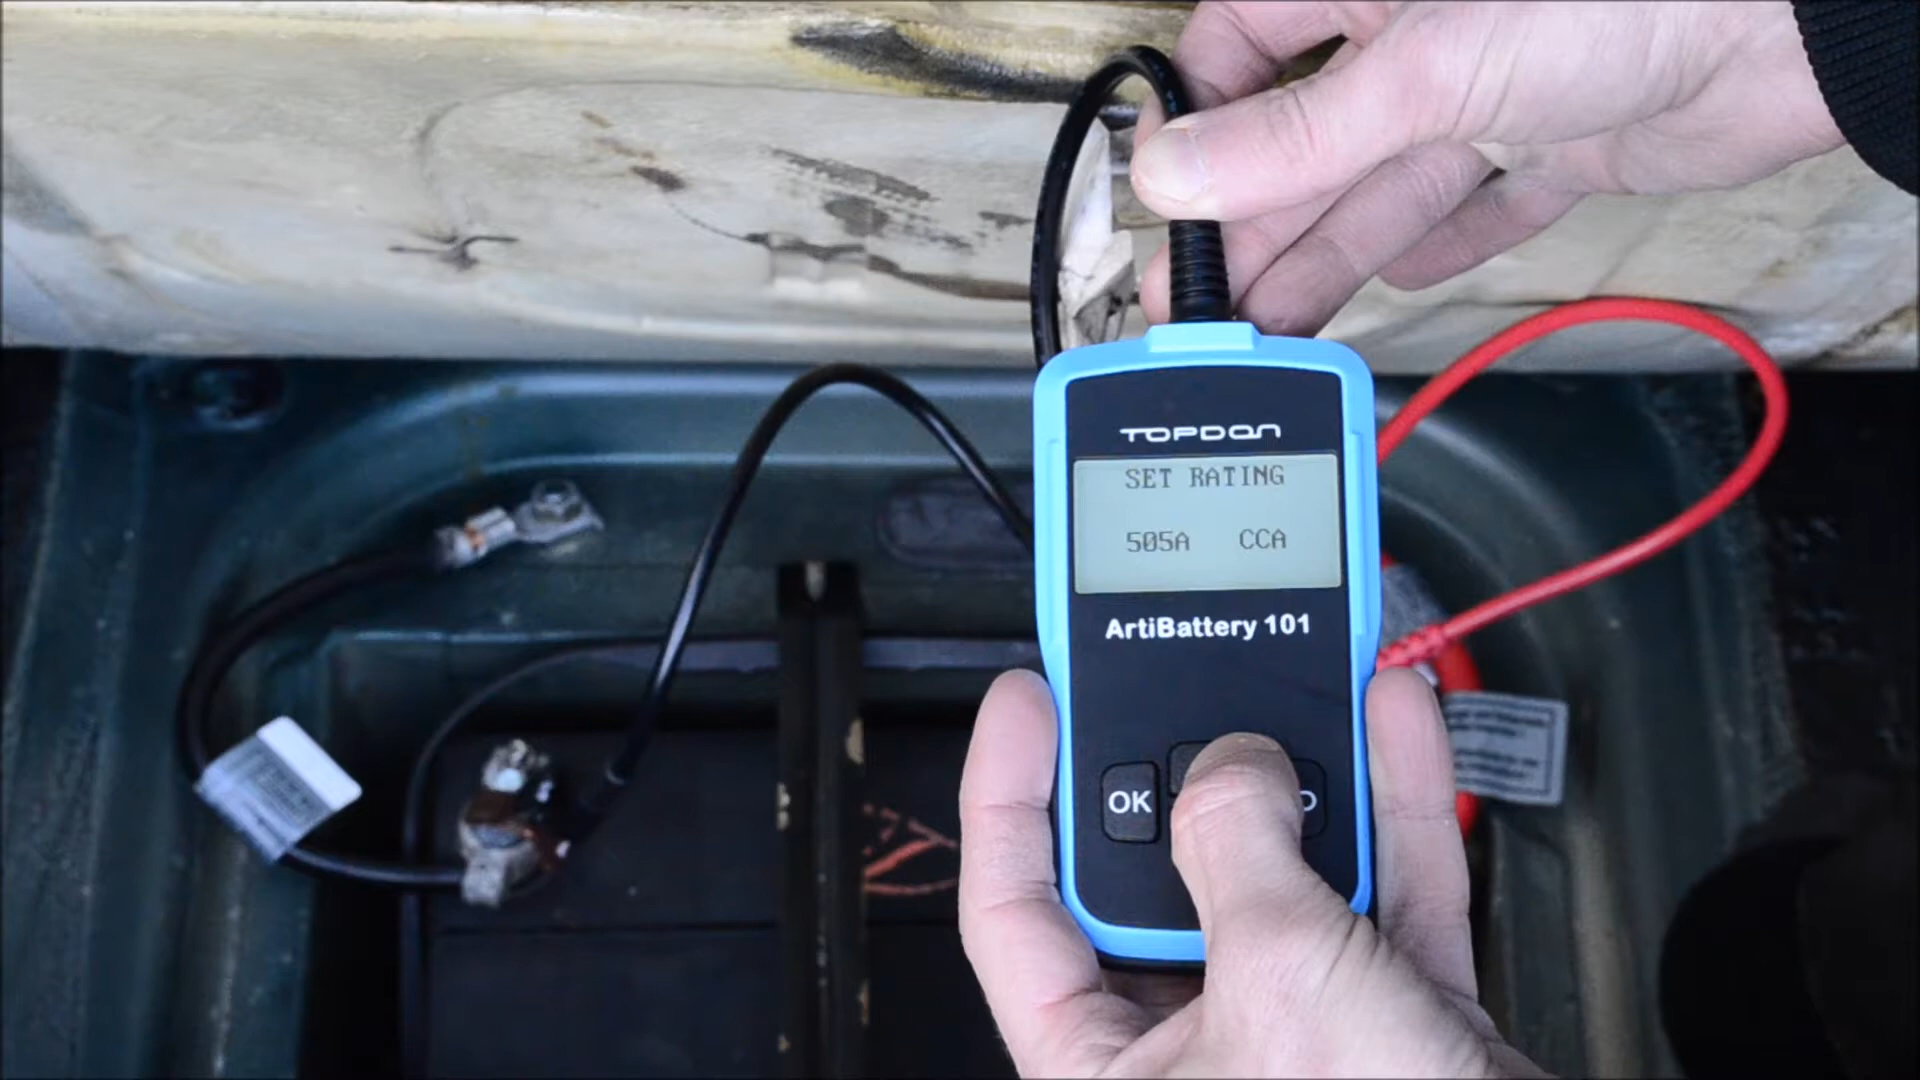 TOPDON
SET RATING
505A CCA
ArtiBattery 101
OK